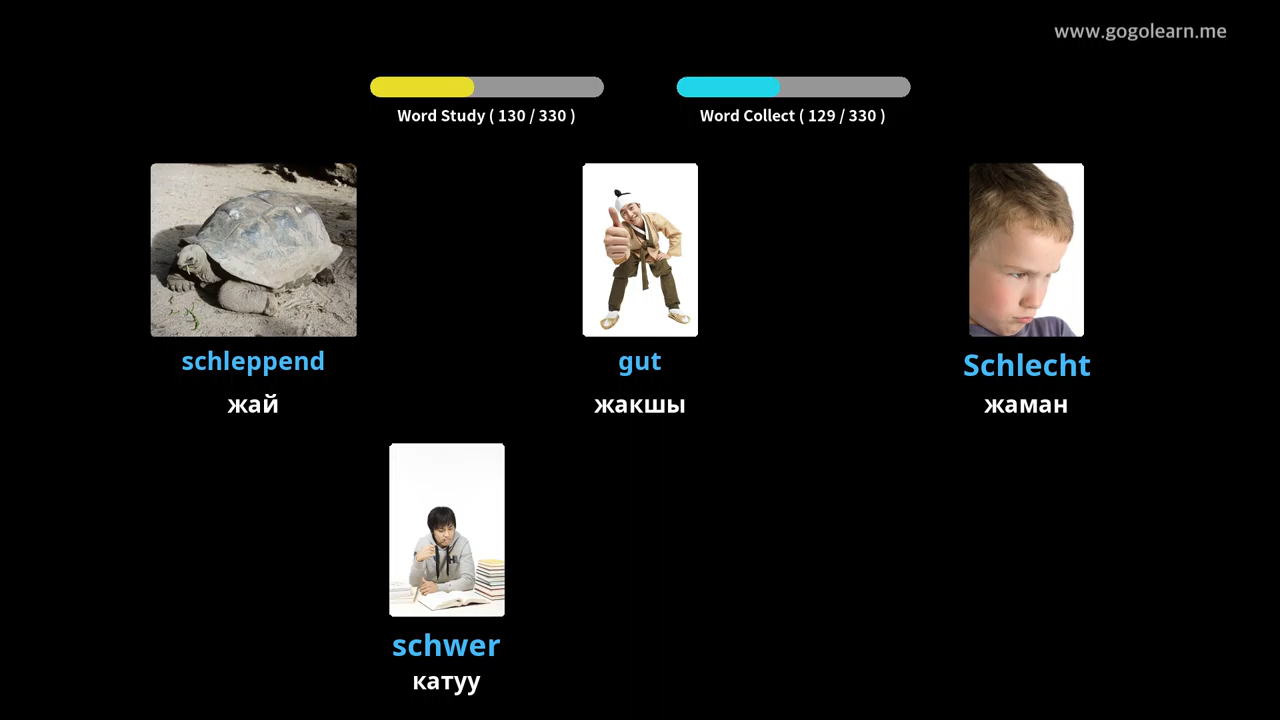 www.gogolearn.me
Word Study ( 130 / 330 )
Word Collect ( 129 / 330 )
schleppend
gut
Schlecht
жай
жакшы
жаман
schwer
катуу